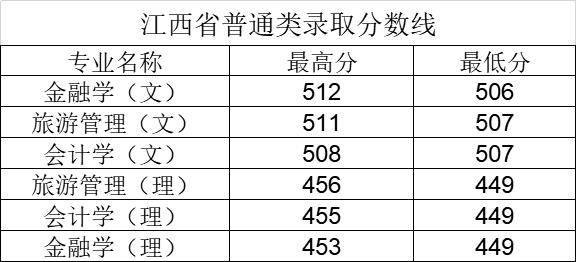 江西省普通类录取分数线
专业名称 最高分 最低分
金融学（文） 512 506
旅游管理（文） 511 507
会计学（文） 508 507
旅游管理（理） 456 449
会计学（理） 455 449
金融学（理） 453 449